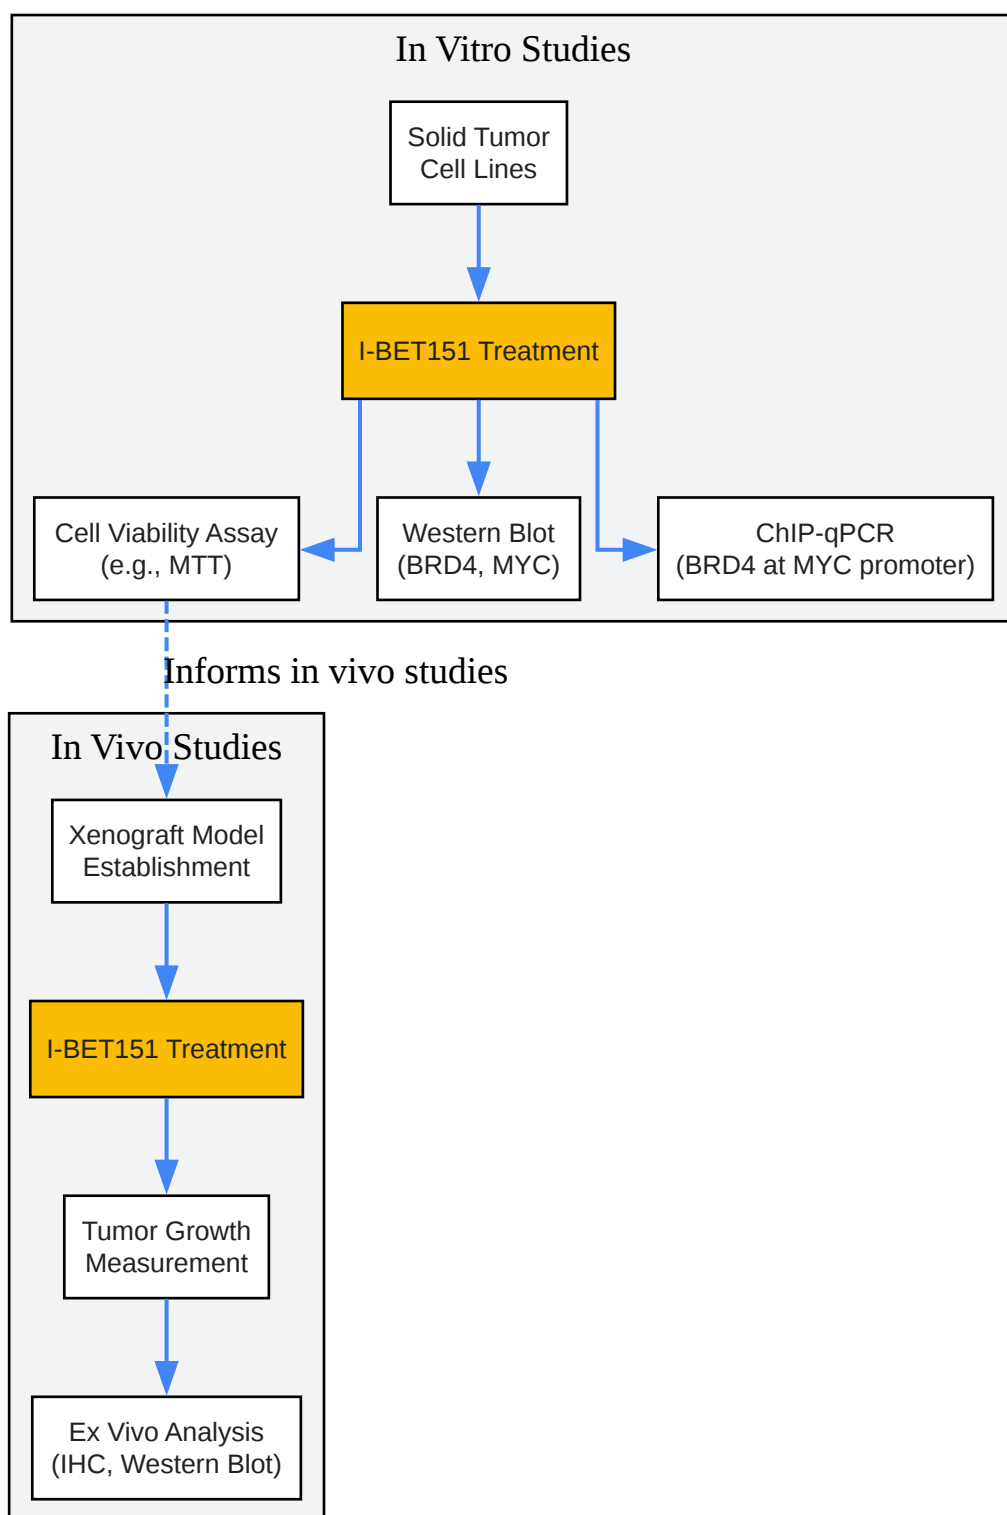 In Vitro Studies
Solid Tumor
Cell Lines
I-BET151 Treatment
Cell Viability Assay
(e.g., MTT)
Western Blot
(BRD4, MYC)
ChIP-qPCR
(BRD4 at MYC promoter)
Informs in vivo studies
In Vivo Studies
Xenograft Model
Establishment
I-BET151 Treatment
Tumor Growth
Measurement
Ex Vivo Analysis
(IHC, Western Blot)